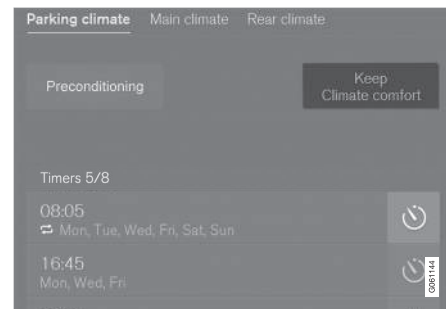 Parking climate Main climate Rear climate
Preconditioning
Keep
Climate comfort
Timers 5/8
08:05
Mon, Tue, Wed, Fri, Sat, Sun
16:45
Mon, Wed, Fri
G061144